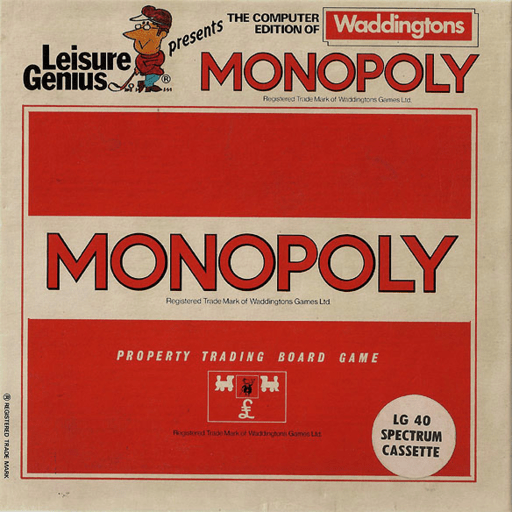 Leisure
Genius
®
presents
THE COMPUTER
EDITION OF
Waddingtons
MONOPOLY
Registered Trade Mark of Waddingtons Games Ltd.
MONOPOLY
Registered Trade Mark of Waddingtons Games Ltd.
PROPERTY TRADING BOARD GAME
£
Registered Trade Mark of Waddingtons Games Ltd.
LG 40
SPECTRUM
CASSETTE
® REGISTERED TRADE MARK